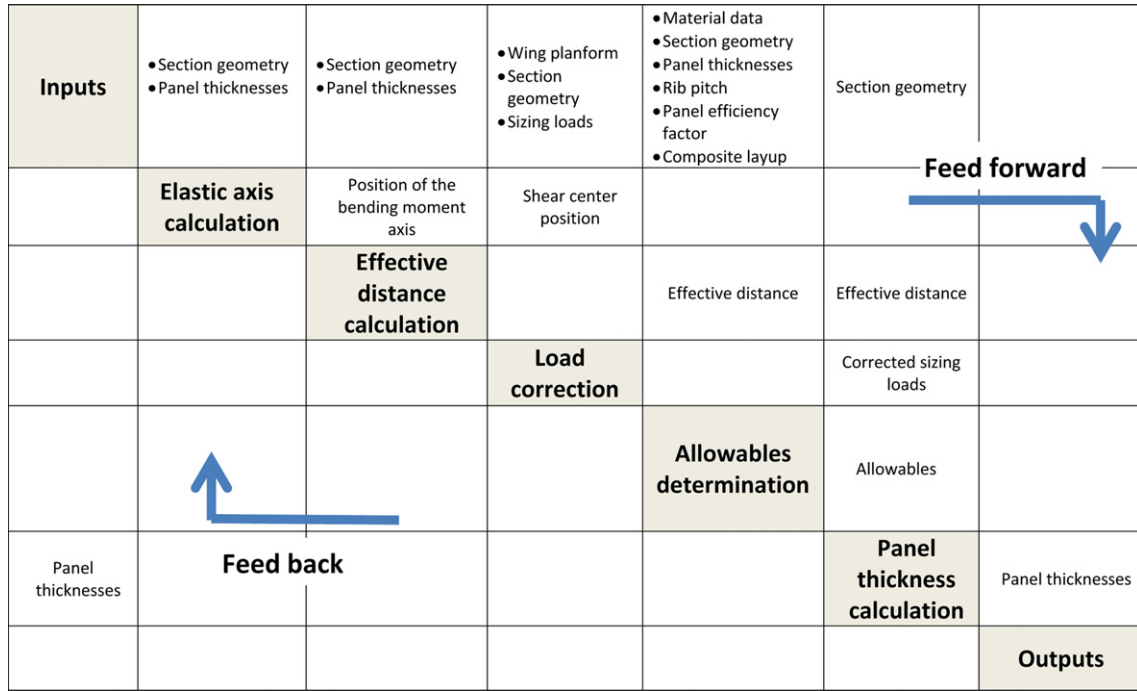 Inputs
• Section geometry
• Panel thicknesses
• Section geometry
• Panel thicknesses
• Wing planform
• Section
geometry
• Sizing loads
• Material data
• Section geometry
• Panel thicknesses
• Rib pitch
• Panel efficiency
factor
• Composite layup
Section geometry
Feed forward
Elastic axis
calculation
Position of the
bending moment
axis
Shear center
position
Effective
distance
calculation
Effective distance
Effective distance
Load
correction
Corrected sizing
loads
Allowables
determination
Allowables
Feed back
Panel
thicknesses
Panel
thickness
calculation
Panel thicknesses
Outputs